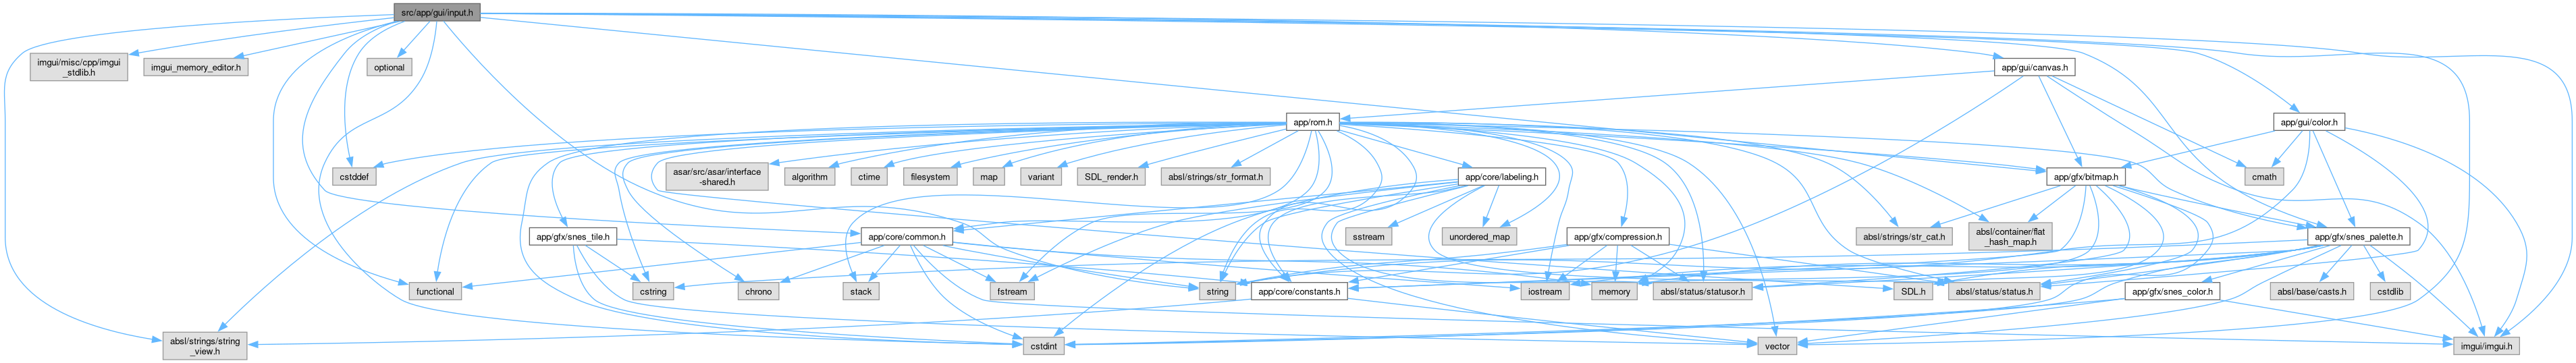 src/app/gui/input.h
imgui/misc/cpp/imgui
_stdlib.h
imgui_memory_editor.h
optional
app/gui/canvas.h
app/rom.h
app/gui/color.h
cstddef
asar/src/asar/interface
-shared.h
algorithm
ctime
filesystem
map
variant
SDL_render.h
absl/strings/str_format.h
app/core/labeling.h
app/gfx/bitmap.h
cmath
app/gfx/snes_tile.h
app/core/common.h
sstream
unordered_map
app/gfx/compression.h
absl/strings/str_cat.h
absl/container/flat
_hash_map.h
app/gfx/snes_palette.h
functional
cstring
chrono
stack
fstream
string
app/core/constants.h
iostream
memory
absl/status/statusor.h
SDL.h
absl/status/status.h
app/gfx/snes_color.h
absl/base/casts.h
cstdlib
absl/strings/string
_view.h
cstdint
vector
imgui/imgui.h